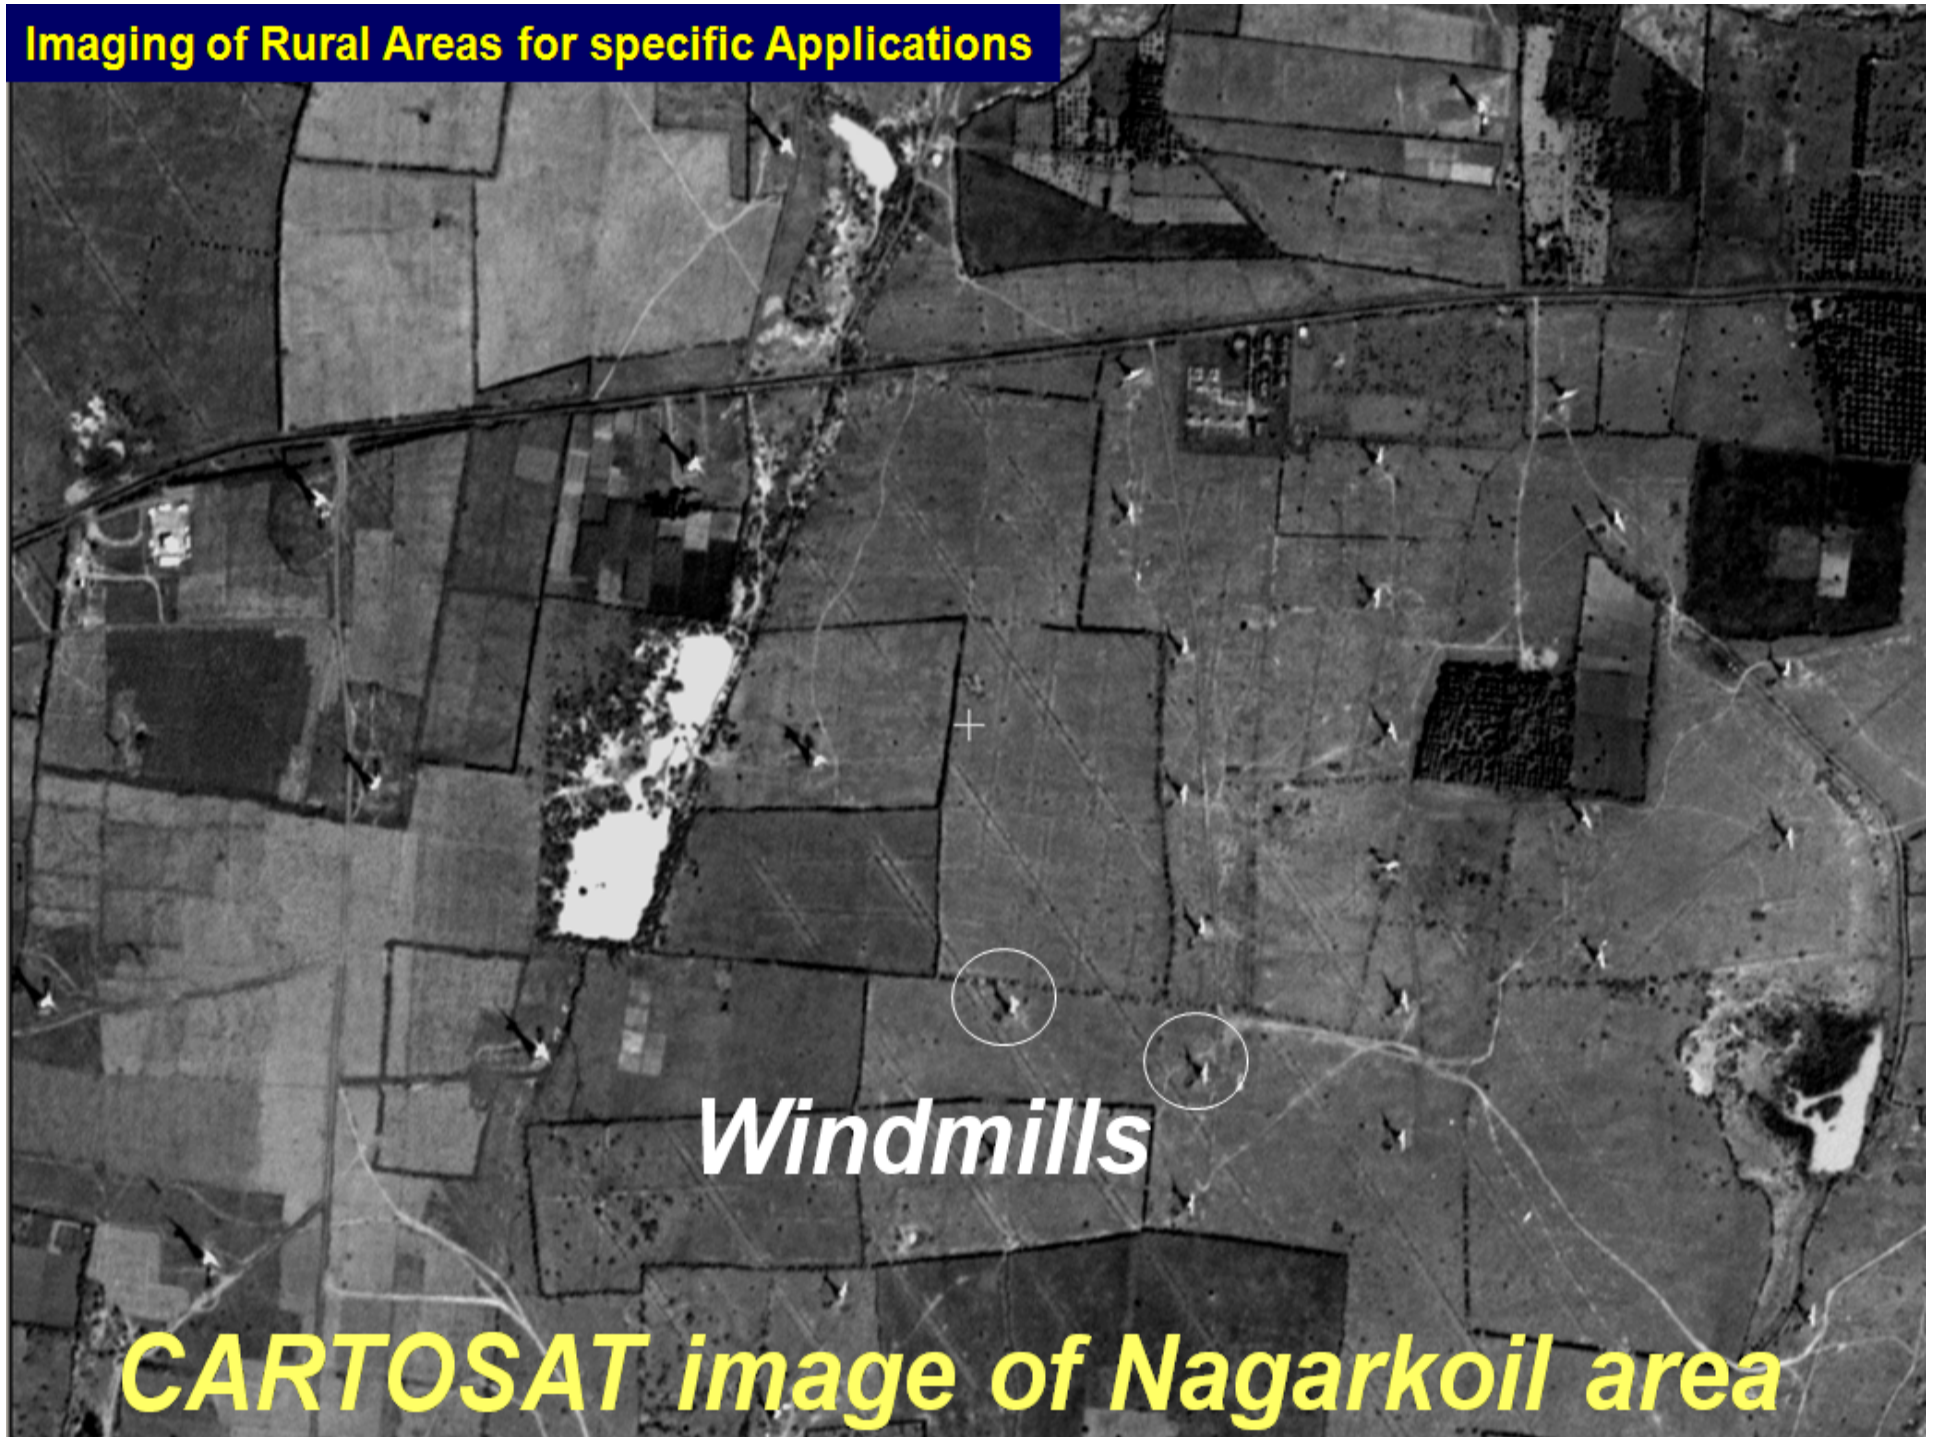 Imaging of Rural Areas for specific Applications
Windmills
CARTOSAT image of Nagarkoil area